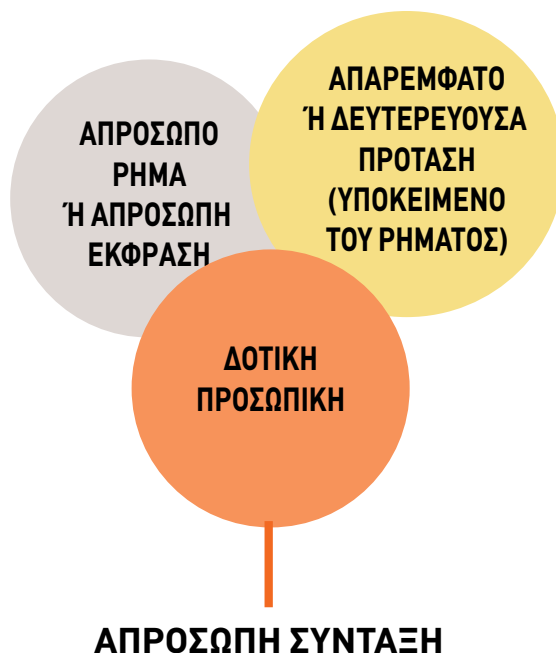 ΑΠΡΟΣΩΠΟ
ΡΗΜΑ
Ή ΑΠΡΟΣΩΠΗ
ΕΚΦΡΑΣΗ
ΑΠΑΡΕΜΦΑΤΟ
Ή ΔΕΥΤΕΡΕΥΟΥΣΑ
ΠΡΟΤΑΣΗ
(ΥΠΟΚΕΙΜΕΝΟ
ΤΟΥ ΡΗΜΑΤΟΣ)
ΔΟΤΙΚΗ
ΠΡΟΣΩΠΙΚΗ
ΑΠΡΟΣΩΠΗ ΣΥΝΤΑΞΗ